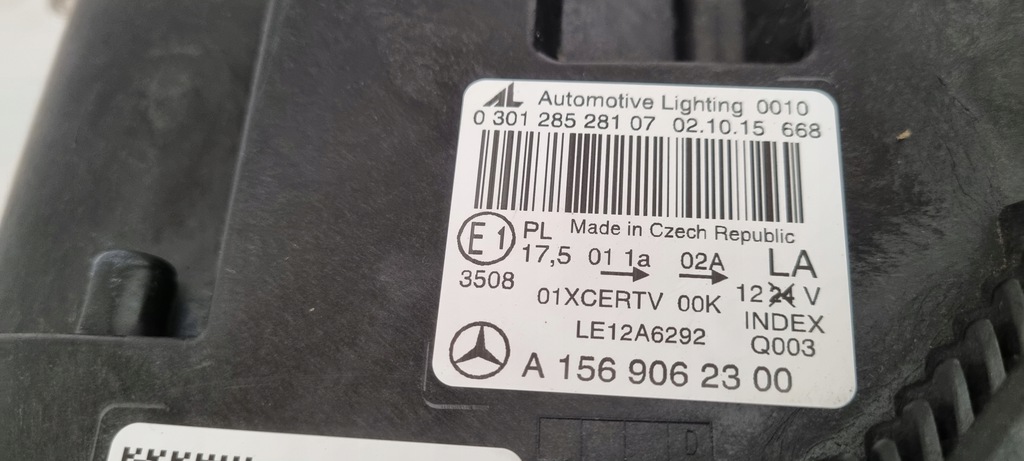 AL Automotive Lighting 0010
0 301 285 281 07 02.10.15 668
Made in Czech Republic
E1 PL
17,5 01 1a 02A LA
3508
01XCERTV 00K 12 24 V
LE12A6292 INDEX
Q003
A 156 906 23 00
D